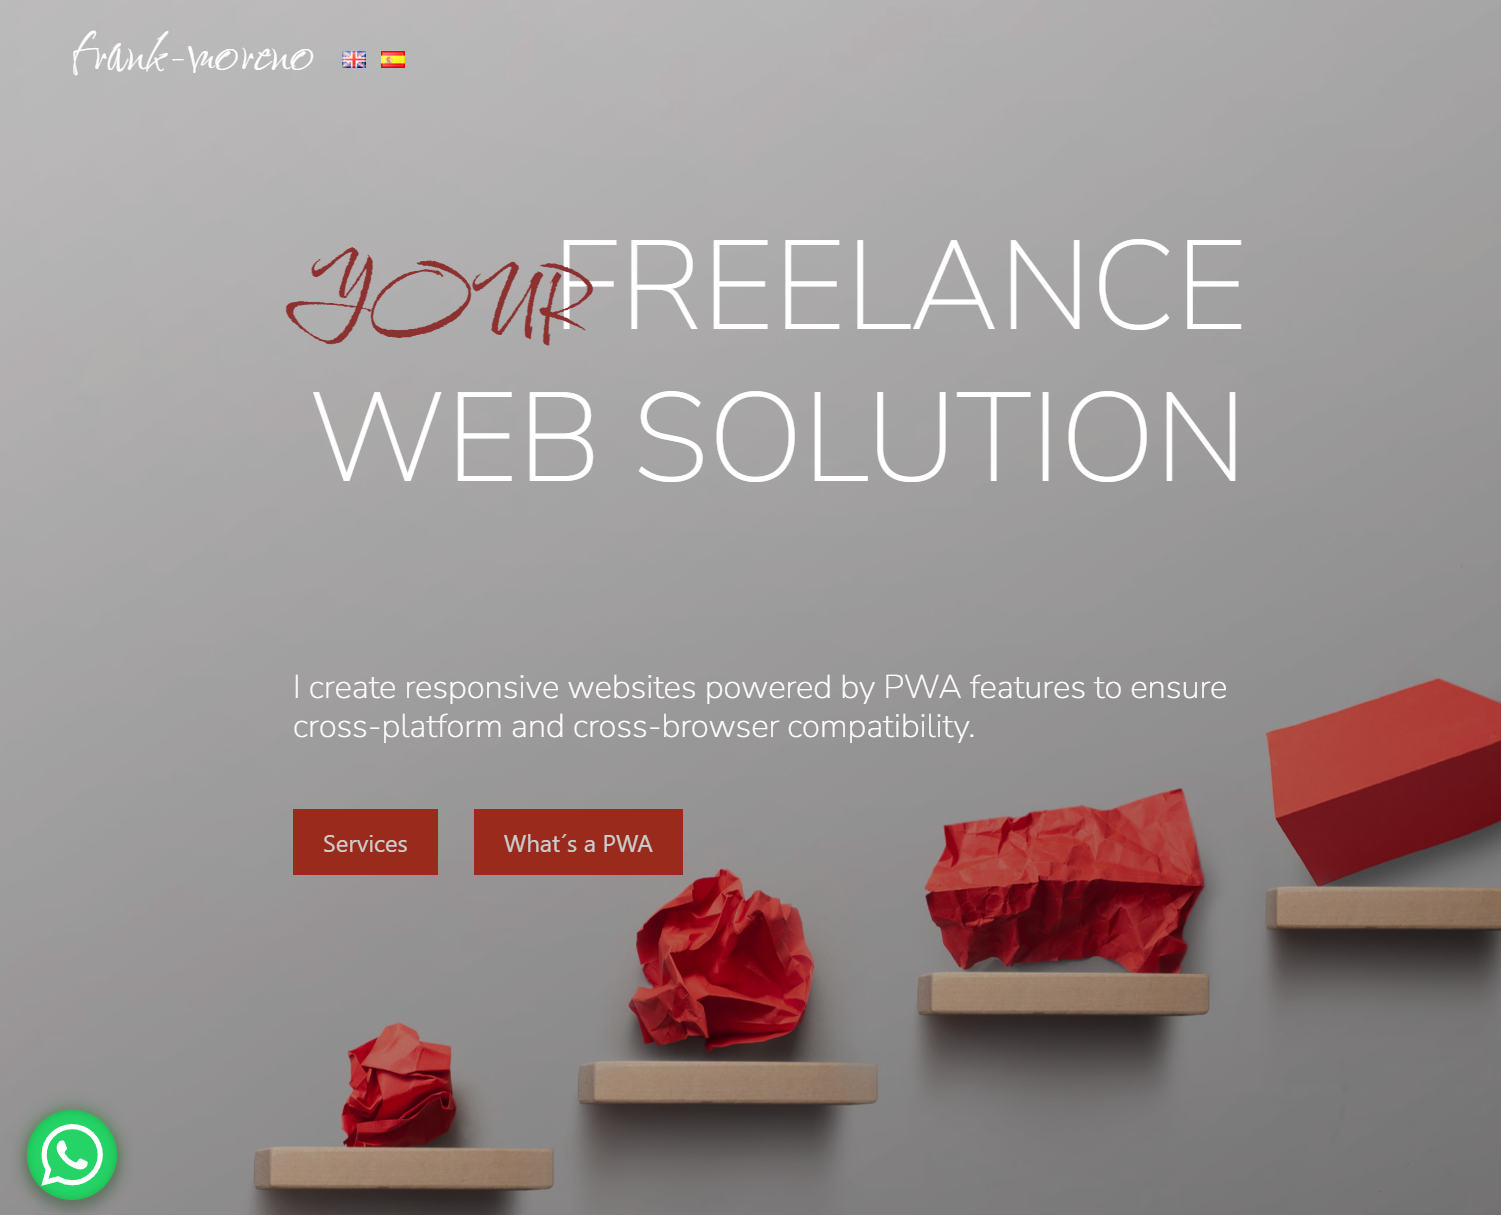 frank-moreno
YOUR FREELANCE
WEB SOLUTION
I create responsive websites powered by PWA features to ensure
cross-platform and cross-browser compatibility.
Services
What´s a PWA